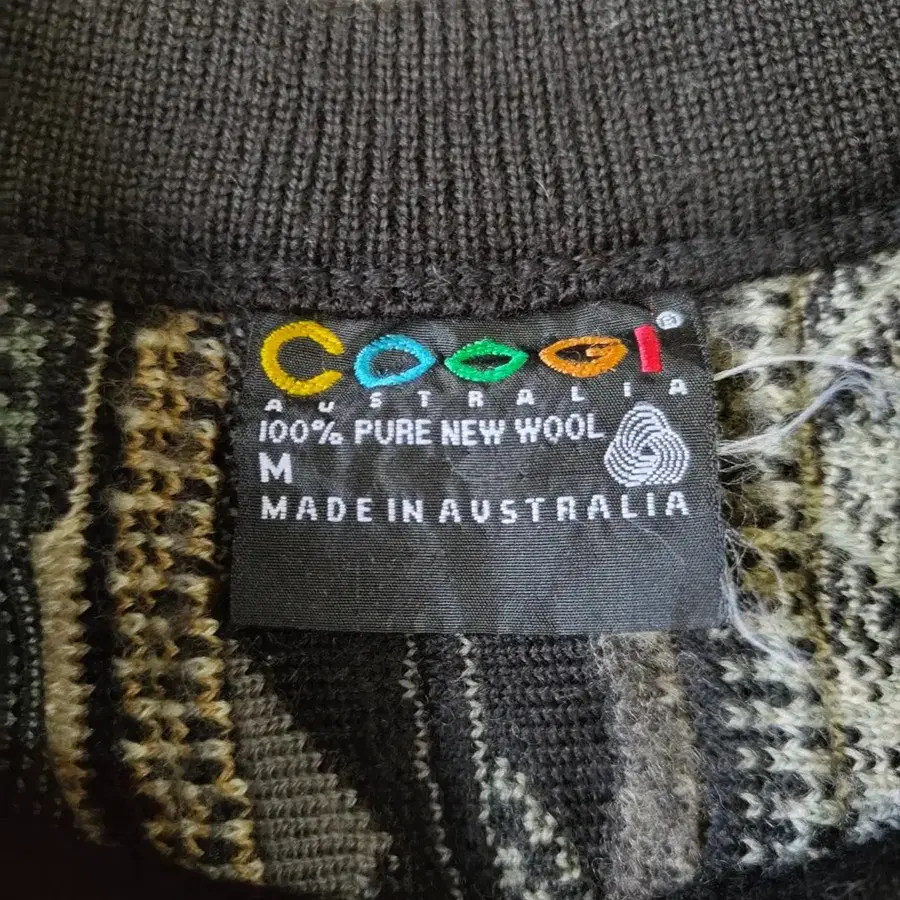 COOGI®
AUSTRALIA
100% PURE NEW WOOL
M
MADE IN AUSTRALIA